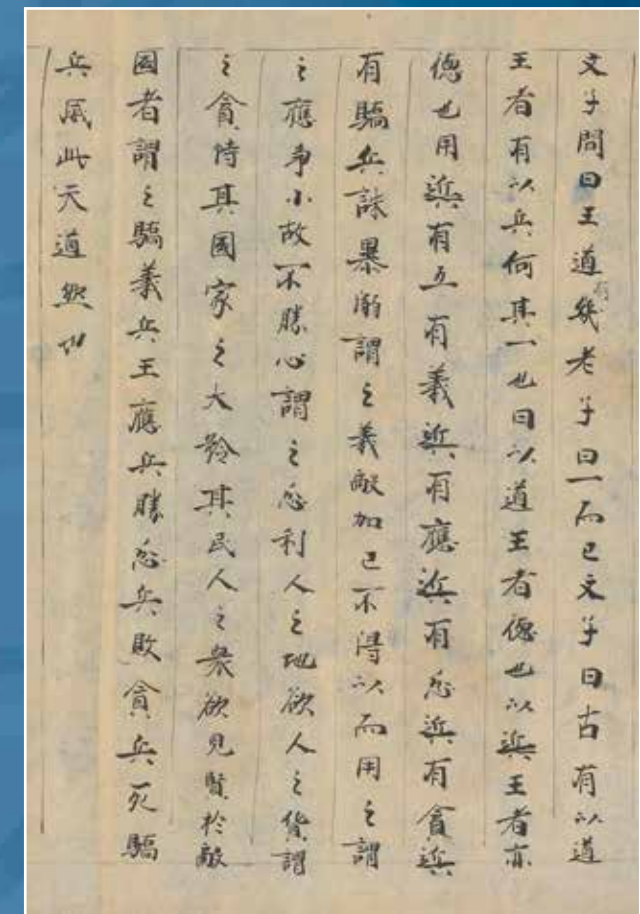 文子問曰王道有幾老子曰一而已文子曰古有以道
王者有以兵何其一也曰以道王者德也以兵王者亦
德也用兵有五有義兵有應兵有忿兵有貪兵
有驕兵誅暴謂之義敵加已不得以而用之謂
之應争小故不勝心謂之忿利人之地欲人之貨謂
之貪恃其國家之大矜其民人之衆欲見賢於敵
國者謂之驕義兵王應兵勝忿兵敗貪兵死驕
兵烕此天道然也